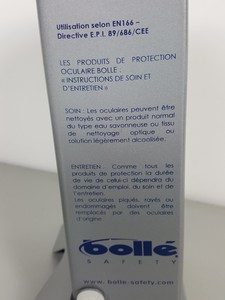 Utilisation selon EN166 –
Directive E.P.I. 89/686/CEE
LES PRODUITS DE PROTECTION
OCULAIRE BOLLE :
« INSTRUCTIONS DE SOIN ET
D'ENTRETIEN »
SOIN : Les oculaires peuvent être
nettoyés avec un produit normal
du type eau savonneuse ou tissu
de nettoyage optique ou
solution légèrement alcoolisée.
ENTRETIEN : Comme tous les
produits de protection la durée
de vie de celui-ci dépendra du
domaine d'emploi, du soin et de
l'entretien.
Les oculaires piqués, rayés ou
endommagés doivent être
remplacés par des oculaires
d'origine.
bollé
SAFETY
www.bolle-safety.com